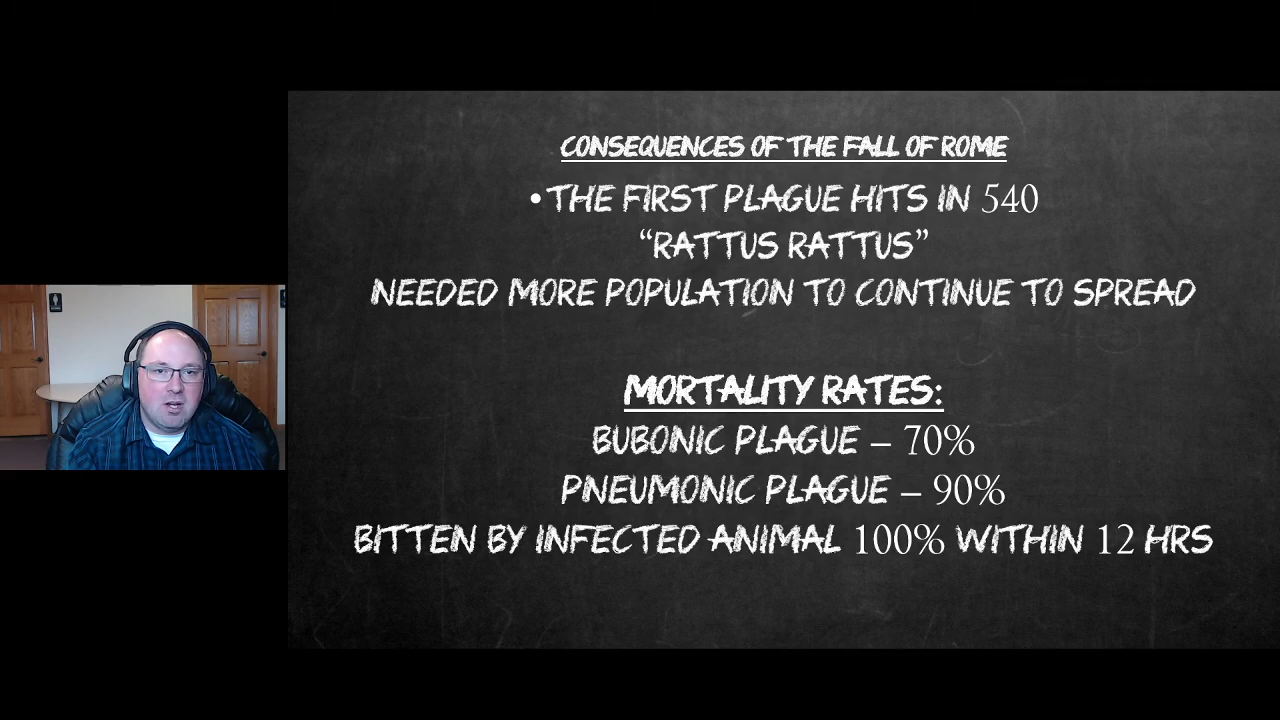 CONSEQUENCES OF THE FALL OF ROME
•THE FIRST PLAGUE HITS IN 540
“RATTUS RATTUS”
NEEDED MORE POPULATION TO CONTINUE TO SPREAD
MORTALITY RATES:
BUBONIC PLAGUE – 70%
PNEUMONIC PLAGUE – 90%
BITTEN BY INFECTED ANIMAL 100% WITHIN 12 HRS